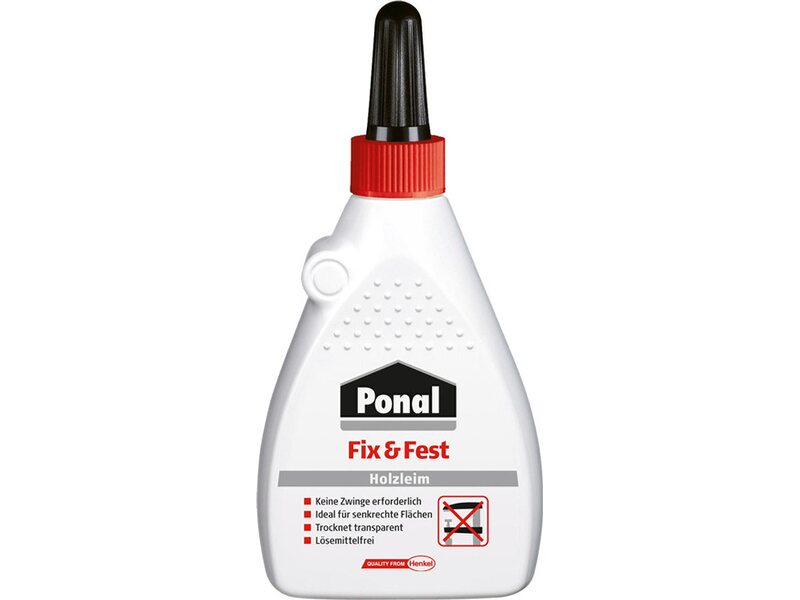 Ponal
Fix & Fest
Holzleim
Keine Zwinge erforderlich
Ideal für senkrechte Flächen
Trocknet transparent
Lösemittelfrei
QUALITY FROM Henkel